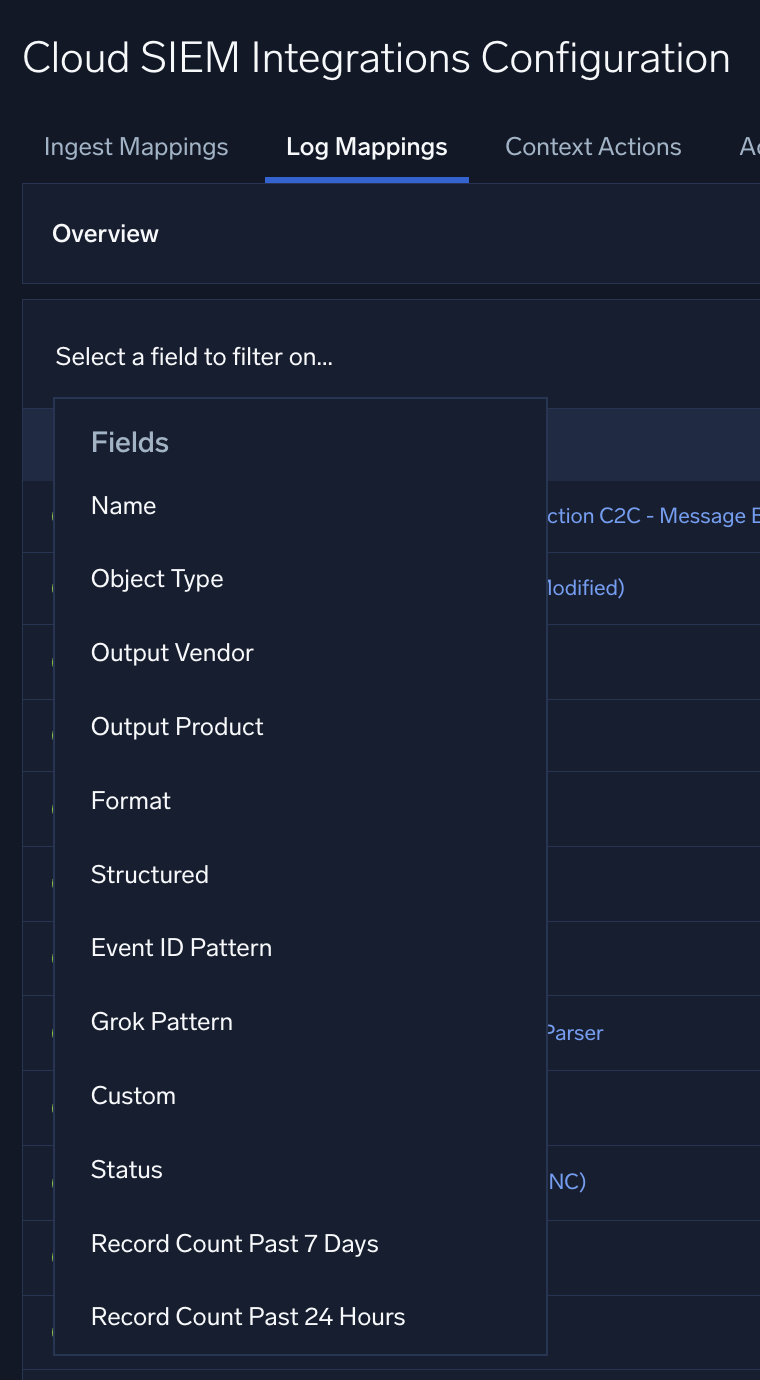 Cloud SIEM Integrations Configuration
Ingest Mappings Log Mappings Context Actions
Overview
Select a field to filter on...
Fields
Name
ction C2C - Message
Object Type
odified)
Output Vendor
Output Product
Format
Structured
Event ID Pattern
Grok Pattern
Parser
Custom
Status
NC)
Record Count Past 7 Days
Record Count Past 24 Hours